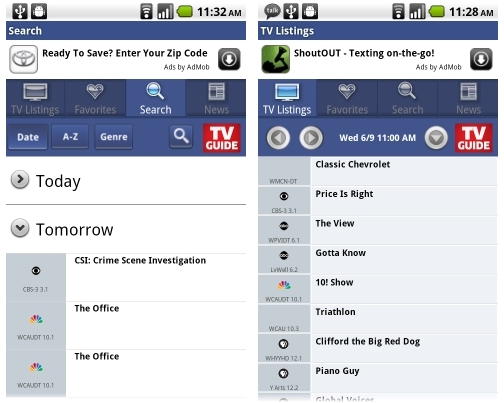 11:32 AM
Search
Ready To Save? Enter Your Zip Code
Ads by AdMob
TV Listings
Favorites
Search
News
Date
A-Z
Genre
TV
GUIDE
Today
Tomorrow
CSI: Crime Scene Investigation
CBS-3 3.1
The Office
WCAUDT 10.1
The Office
WCAUDT 10.1
talk
11:28 AM
TV Listings
ShoutOUT - Texting on-the-go!
Ads by AdMob
TV Listings
Favorites
Search
News
Wed 6/9 11:00 AM
TV
GUIDE
Classic Chevrolet
WMCN-DT
Price Is Right
CBS-3 3.1
The View
WPVIDT 6.1
Gotta Know
LvWell 6.2
10! Show
WCAUDT 10.1
Triathlon
WCAU 10.3
Clifford the Big Red Dog
WHYYHD 12.1
Piano Guy
Y Arts 12.2
Global Voices